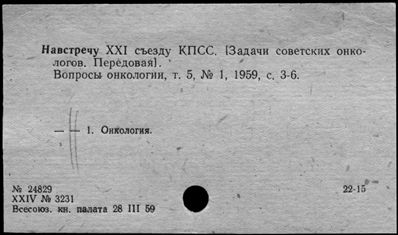 Навстречу XXI съезду КПСС. [Задачи советских онко-
логов. Передовая].
Вопросы онкологии, т. 5, № 1, 1959, с. 3-6.
— — 1. Онкология.
№ 24829
22-15
XXIV № 3231
Всесоюз. кн. палата 28 III 59